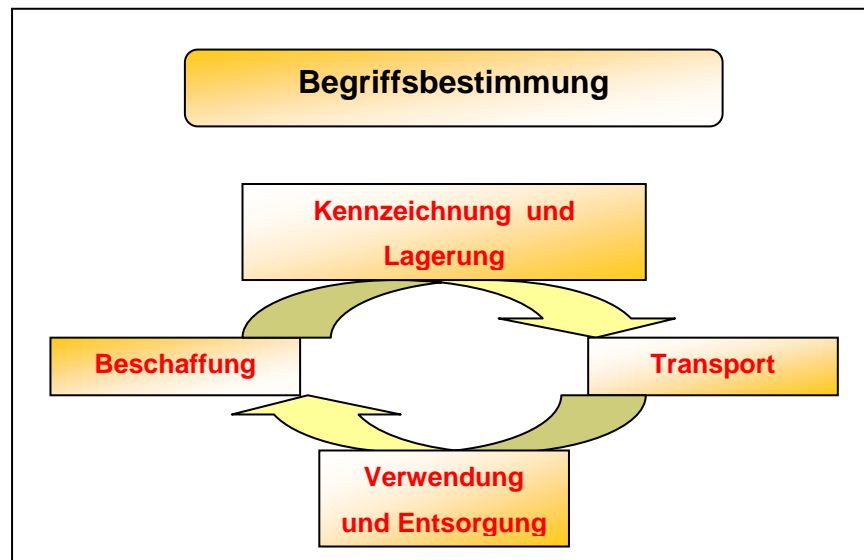 Begriffsbestimmung
Kennzeichnung und
Lagerung
Beschaffung
Transport
Verwendung
und Entsorgung